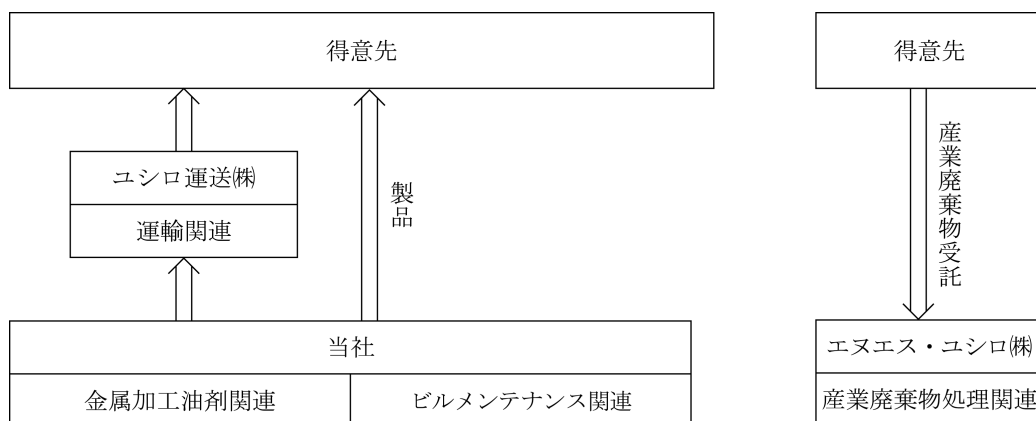 得意先
ユシロ運送㈱
運輸関連
製品
当社
金属加工油剤関連
ビルメンテナンス関連
得意先
産業廃棄物受託
エヌエス・ユシロ㈱
産業廃棄物処理関連